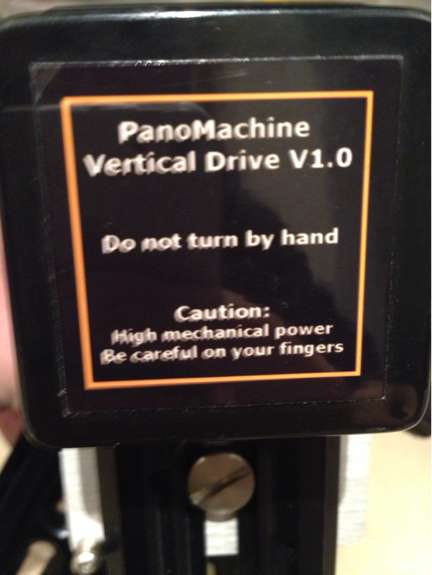 PanoMachine
Vertical Drive V1.0
Do not turn by hand
Caution:
High mechanical power
Be careful on your fingers